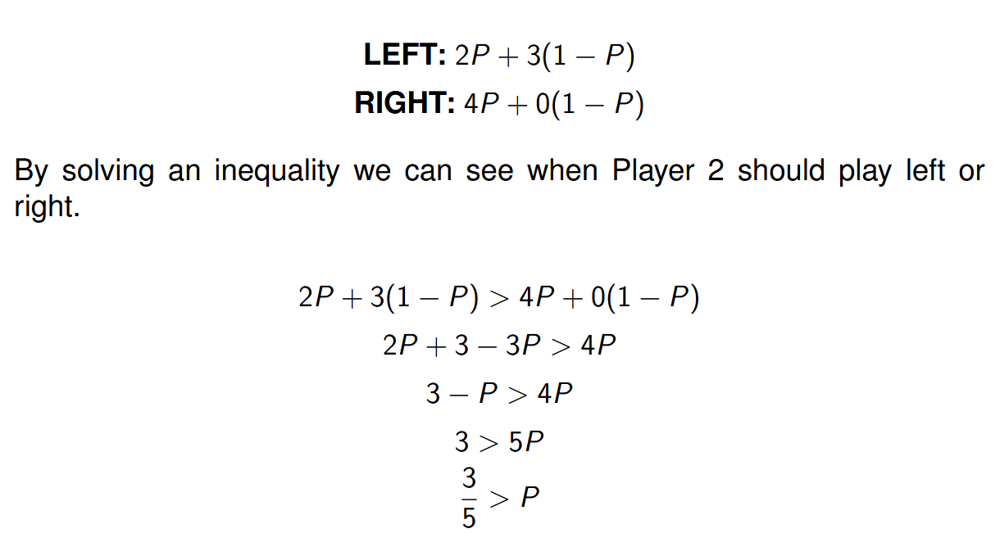 LEFT: 2P + 3(1 − P)
RIGHT: 4P + 0(1 − P)
By solving an inequality we can see when Player 2 should play left or
right.
2P + 3(1 − P) > 4P + 0(1 − P)
2P + 3 − 3P > 4P
3 − P > 4P
3 > 5P
3/5 > P